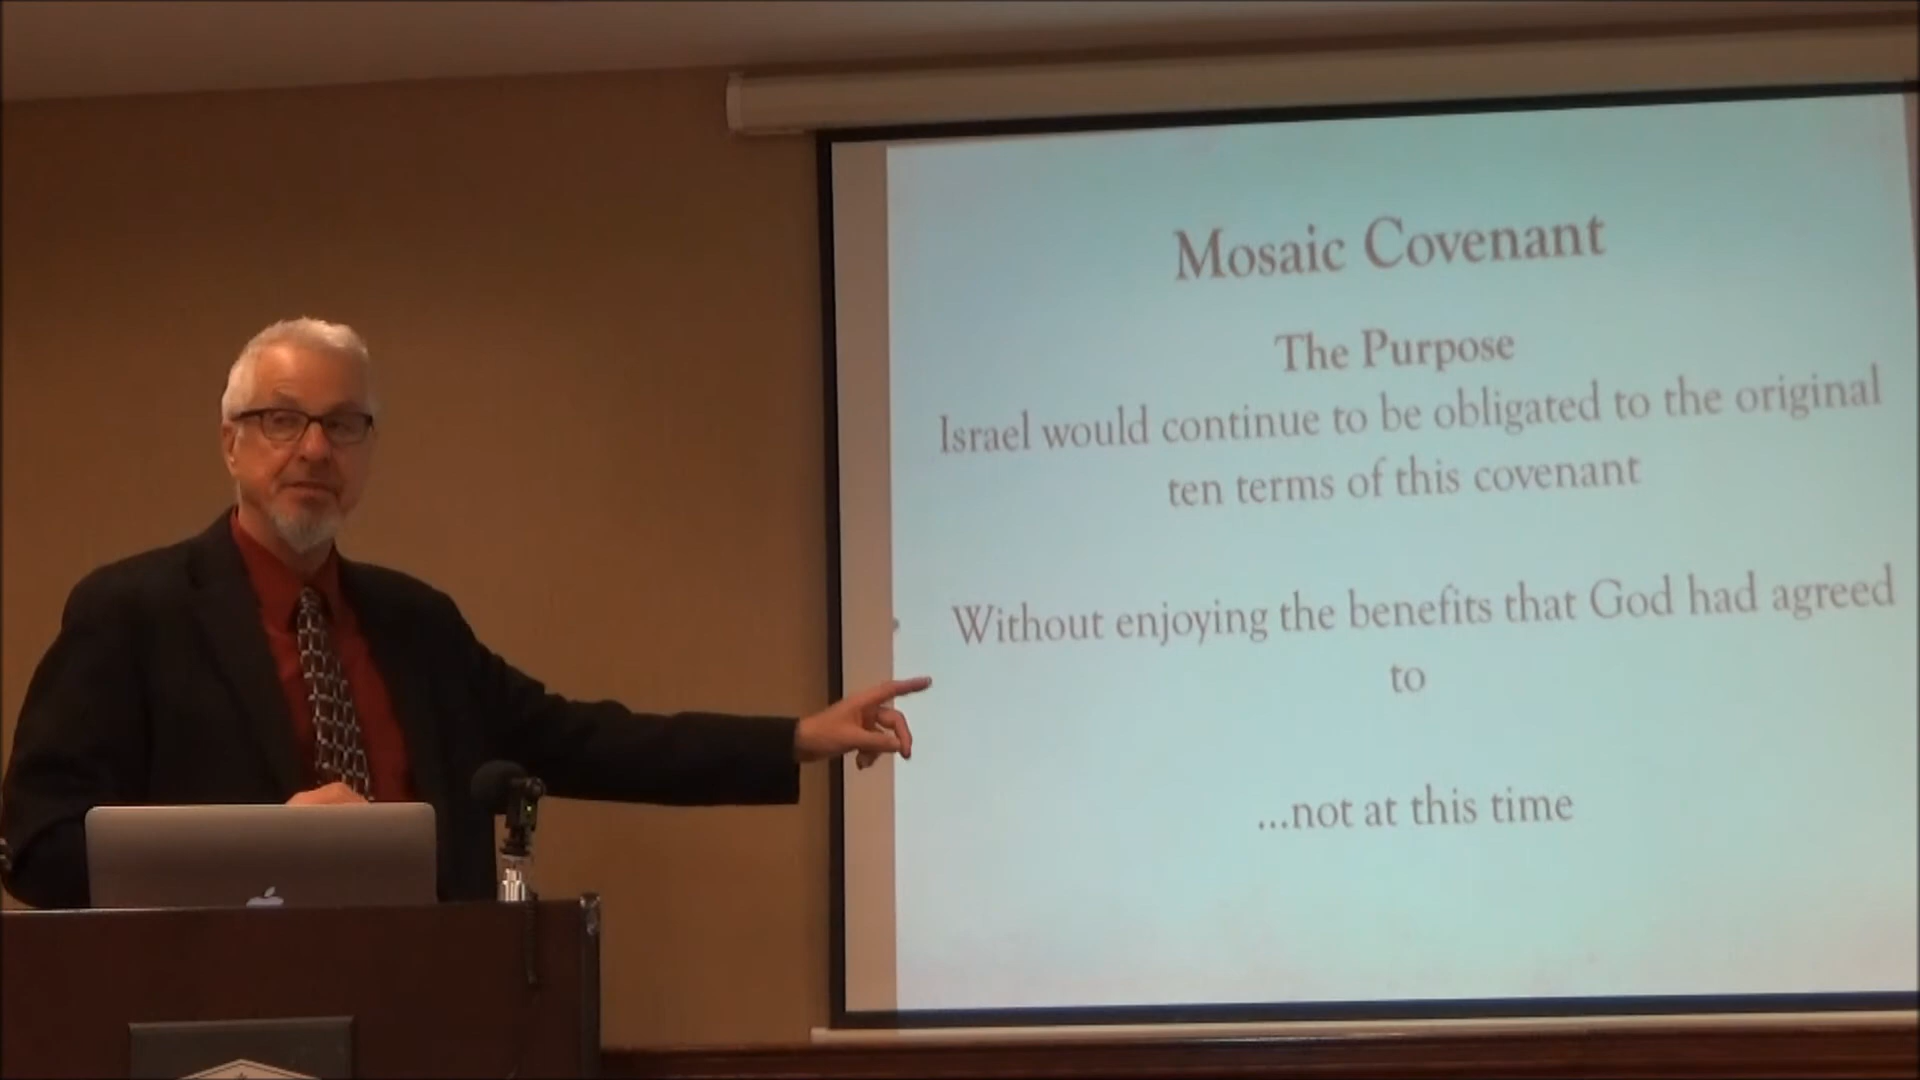 Mosaic Covenant
The Purpose
Israel would continue to be obligated to the original
ten terms of this covenant
Without enjoying the benefits that God had agreed
to
...not at this time